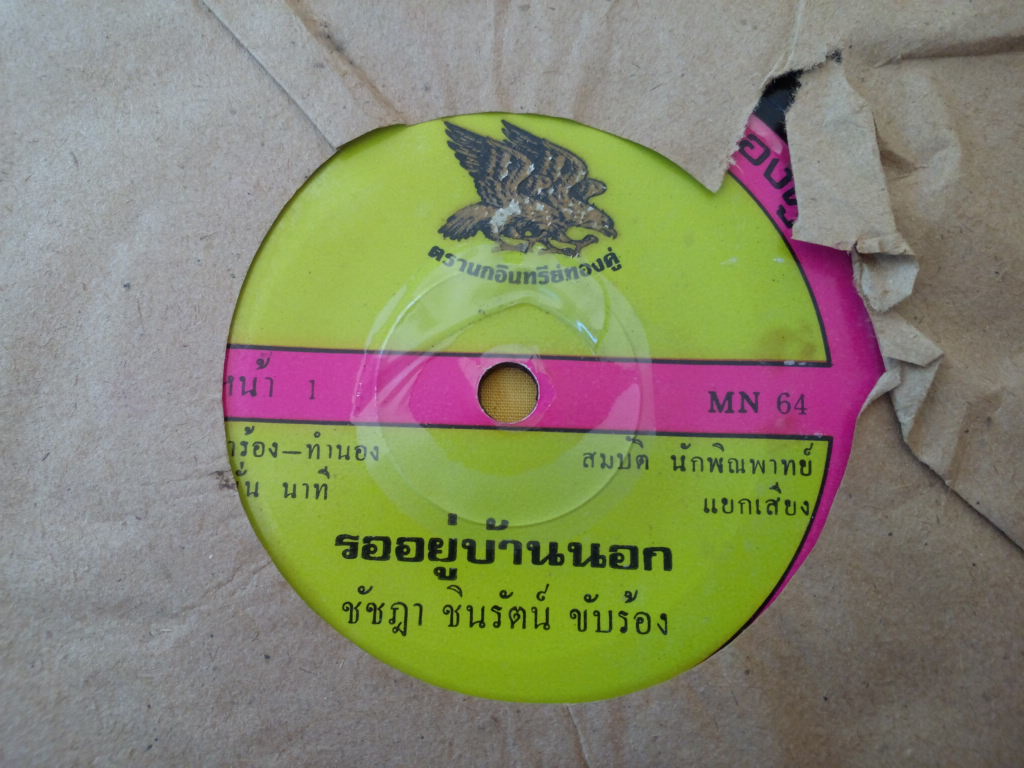 ตรานกอินทรีย์ทองคู่
หน้า 1
MN 64
ร้อง—ทำนอง
สมบัติ นักพิณพาทย์
นาที
แยกเสียง
รออยู่บ้านนอก
ชัชฎา ชินรัตน์ ขับร้อง